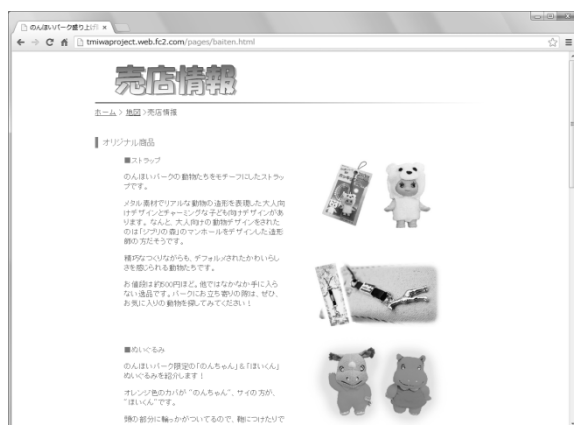 のんほいパーク盛り上げ
tmiwaproject.web.fc2.com/pages/baiten.html
売店情報
ホーム > 地図 >売店情報
オリジナル商品
■ストラップ
のんほいパークの動物たちをモチーフにしたストラッ
プです。
メタル素材でリアルな動物の造形を表現した大人向
けデザインとチャーミングな子ども向けデザインがあ
ります。なんと、大人向けの動物デザインをされた
のは「ジブリの森」のマンホールをデザインした造形
師の方だそうです。
精巧なつくりながらも、デフォルメされたかわいらし
さを感じられる動物たちです。
お値段は約500円ほど。他ではなかなか手に入ら
ない逸品です。パークにお立ち寄りの際は、ぜひ、
お気に入りの動物を探してみてください！
■ぬいぐるみ
のんほいパーク限定の「のんちゃん」＆「ほいくん」
ぬいぐるみを紹介します！
オレンジ色のカバが “のんちゃん”、サイの方が、
“ほいくん”です。
頭の部分に輪っかがついてるので、鞄につけたりで